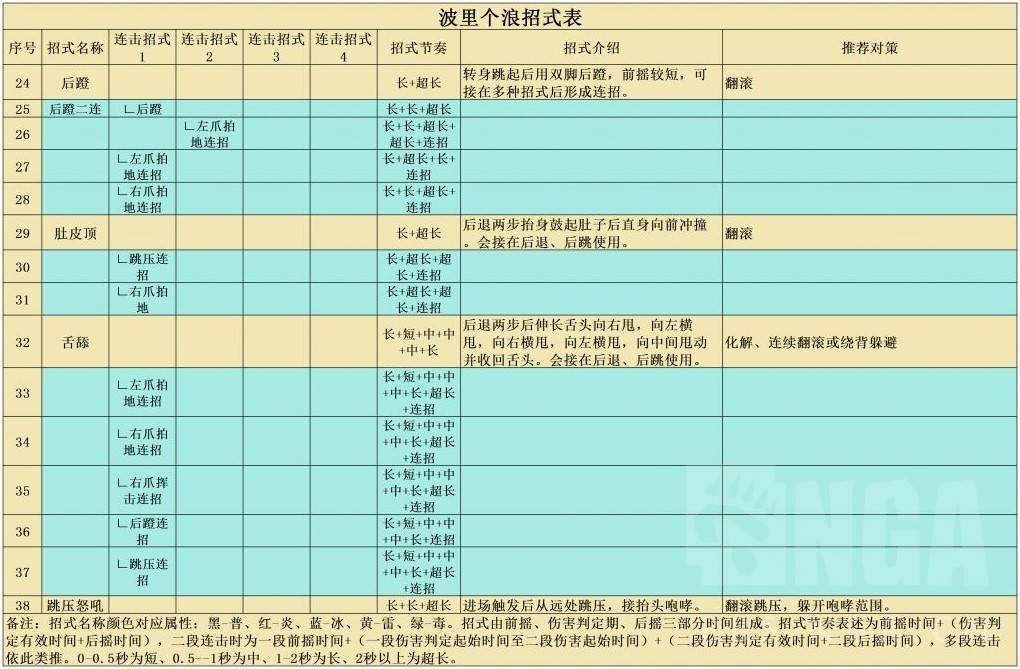 波里个浪招式表
序号 招式名称 连击招式1 连击招式2 连击招式3 连击招式4 招式节奏 招式介绍 推荐对策
24 后蹬 长+超长 转身跳起后用双脚后蹬，前摇较短，可
接在多种招式后形成连招。 翻滚
25 后蹬二连 ∟后蹬 长+长+超长
26 ∟左爪拍
地连招 长+长+超长+
超长+连招
27 ∟左爪拍
地连招 长+超长+长+
连招
28 ∟右爪拍
地连招 长+长+超长+
连招
29 肚皮顶 长+超长 后退两步抬身鼓起肚子后直身向前冲撞
。会接在后退、后跳使用。 翻滚
30 ∟跳压连
招 长+超长+超
长+连招
31 ∟右爪拍
地 长+超长+超
长+连招
32 舌舔 长+短+中+中
+中+长 后退两步后伸长舌头向右甩，向左横
甩，向右横甩，向左横甩，向中间甩动
并收回舌头。会接在后退、后跳使用。 化解、连续翻滚或绕背躲避
33 ∟左爪拍
地连招 长+短+中+中
+中+长+超长
+连招
34 ∟右爪拍
地连招 长+短+中+中
+中+长+超长
+连招
35 ∟右爪挥
击连招 长+短+中+中
+中+长+超长
+连招
36 ∟后蹬连
招 长+短+中+中
+中+长+连招
37 ∟跳压连
招 长+短+中+中
+中+长+超长
+连招
38 跳压怒吼 长+长+超长 进场触发后从远处跳压，接抬头咆哮。 翻滚跳压，躲开咆哮范围。
备注：招式名称颜色对应属性：黑-普、红-炎、蓝-冰、黄-雷、绿-毒。招式由前摇、伤害判定期、后摇三部分时间组成。招式节奏表述为前摇时间+（伤害判
定有效时间+后摇时间），二段连击时为一段前摇时间+（一段伤害判定起始时间至二段伤害起始时间）+（二段伤害判定有效时间+二段后摇时间），多段连击
依此类推。0-0.5秒为短、0.5--1秒为中、1-2秒为长、2秒以上为超长。
NGA